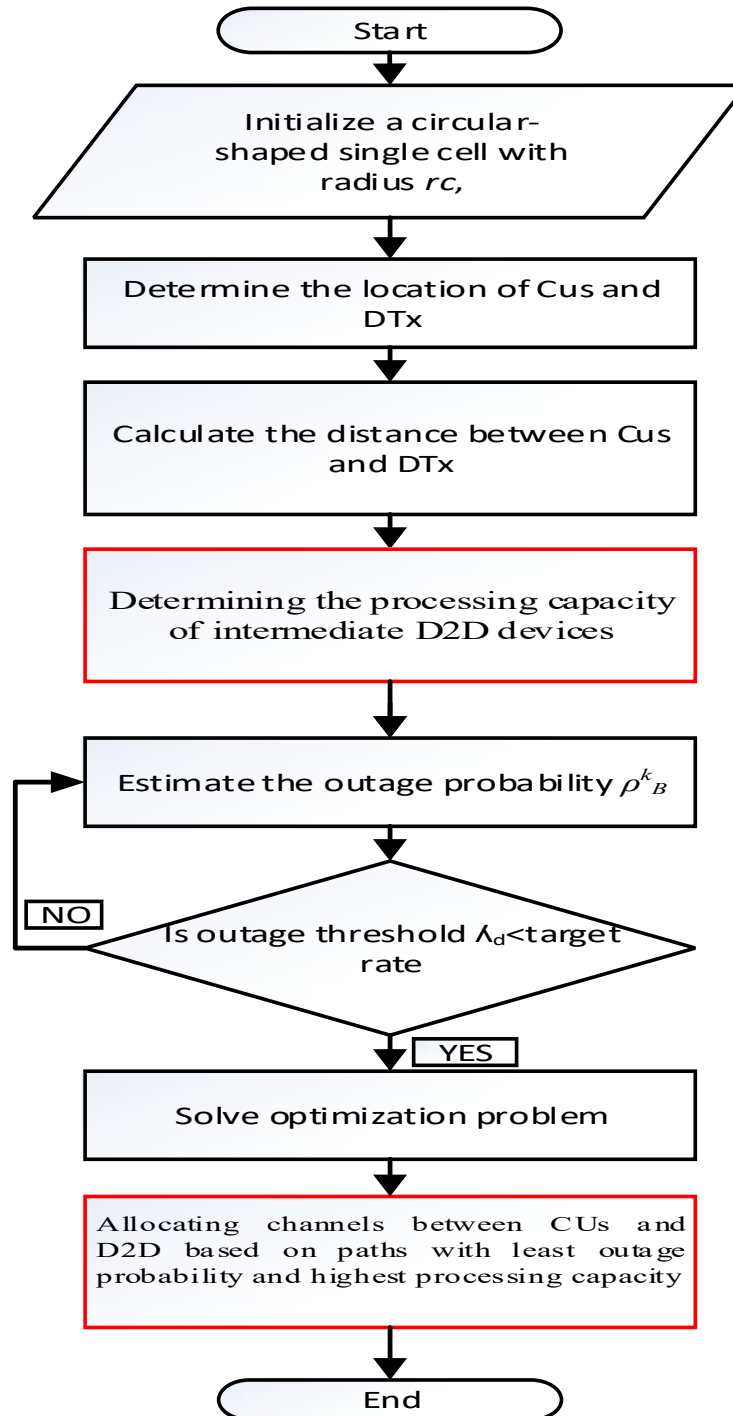 Start
Initialize a circular-
shaped single cell with
radius rc,
Determine the location of Cus and
DTx
Calculate the distance between Cus
and DTx
Determining the processing capacity
of intermediate D2D devices
Estimate the outage probability ρᵏ_B
NO
Is outage threshold ʎ_d<target
rate
YES
Solve optimization problem
Allocating channels between CUs and
D2D based on paths with least outage
probability and highest processing capacity
End